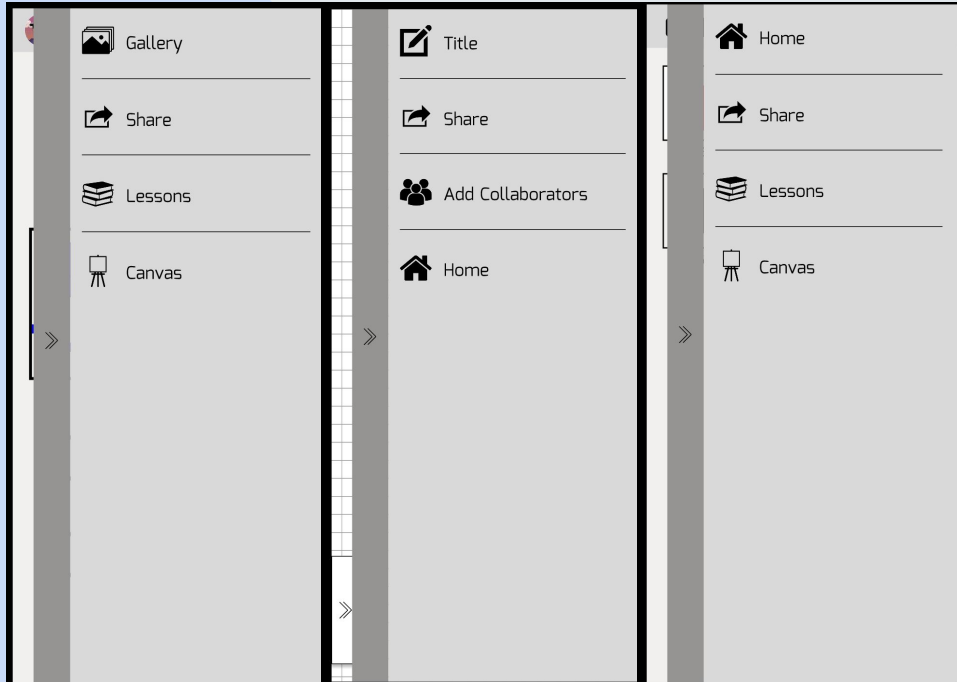 Gallery
Share
Lessons
Canvas
Title
Share
Add Collaborators
Home
Home
Share
Lessons
Canvas